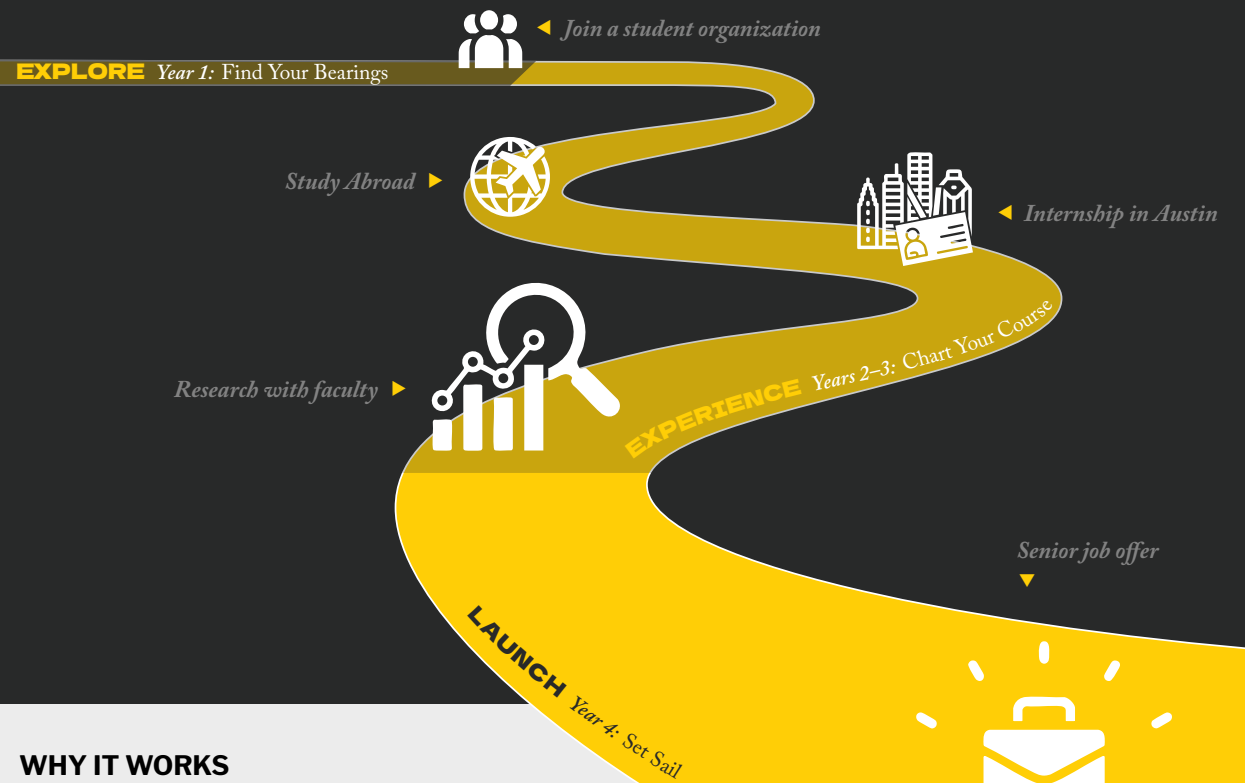 Join a student organization
EXPLORE Year 1: Find Your Bearings
Study Abroad
Internship in Austin
Research with faculty
EXPERIENCE Years 2–3: Chart Your Course
Senior job offer
LAUNCH Year 4: Set Sail
WHY IT WORKS